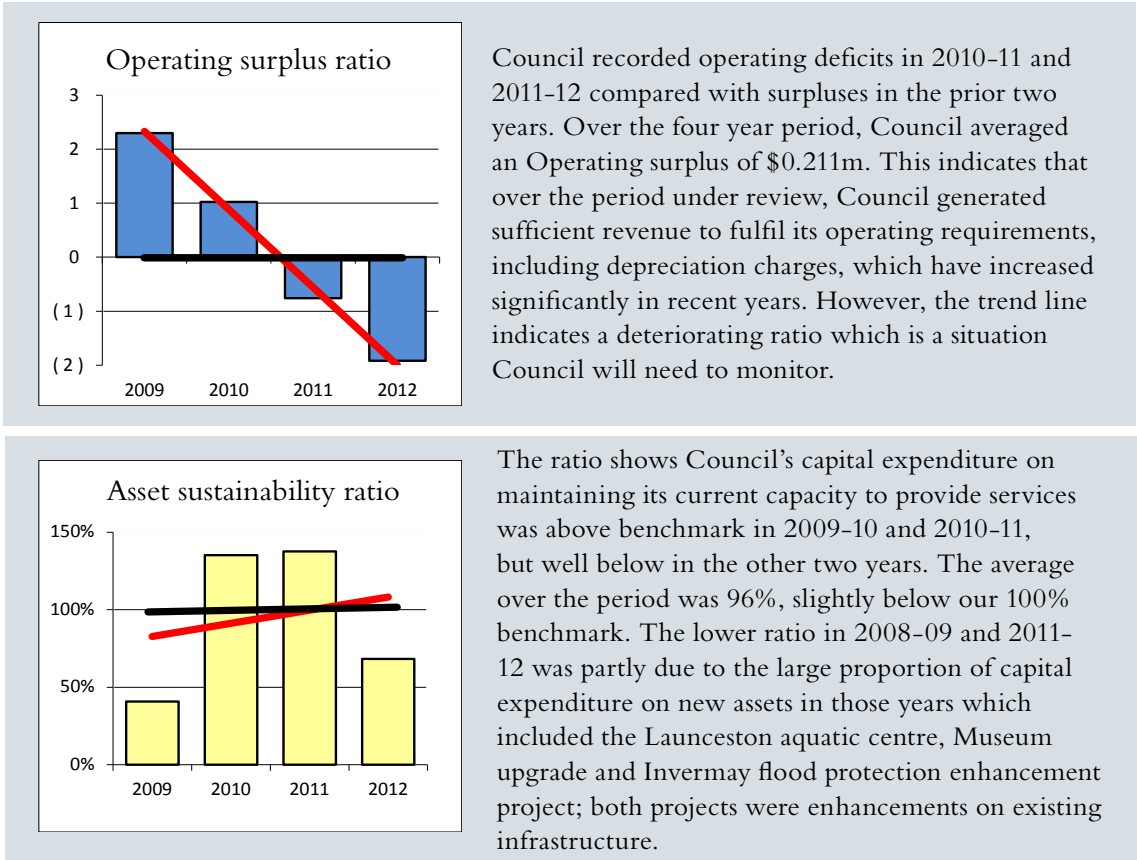 Operating surplus ratio
3
2
1
0
( 1 )
( 2 )
2009 2010 2011 2012
Council recorded operating deficits in 2010-11 and
2011-12 compared with surpluses in the prior two
years. Over the four year period, Council averaged
an Operating surplus of $0.211m. This indicates that
over the period under review, Council generated
sufficient revenue to fulfil its operating requirements,
including depreciation charges, which have increased
significantly in recent years. However, the trend line
indicates a deteriorating ratio which is a situation
Council will need to monitor.
Asset sustainability ratio
150%
100%
50%
0%
2009 2010 2011 2012
The ratio shows Council’s capital expenditure on
maintaining its current capacity to provide services
was above benchmark in 2009-10 and 2010-11,
but well below in the other two years. The average
over the period was 96%, slightly below our 100%
benchmark. The lower ratio in 2008-09 and 2011-
12 was partly due to the large proportion of capital
expenditure on new assets in those years which
included the Launceston aquatic centre, Museum
upgrade and Invermay flood protection enhancement
project; both projects were enhancements on existing
infrastructure.